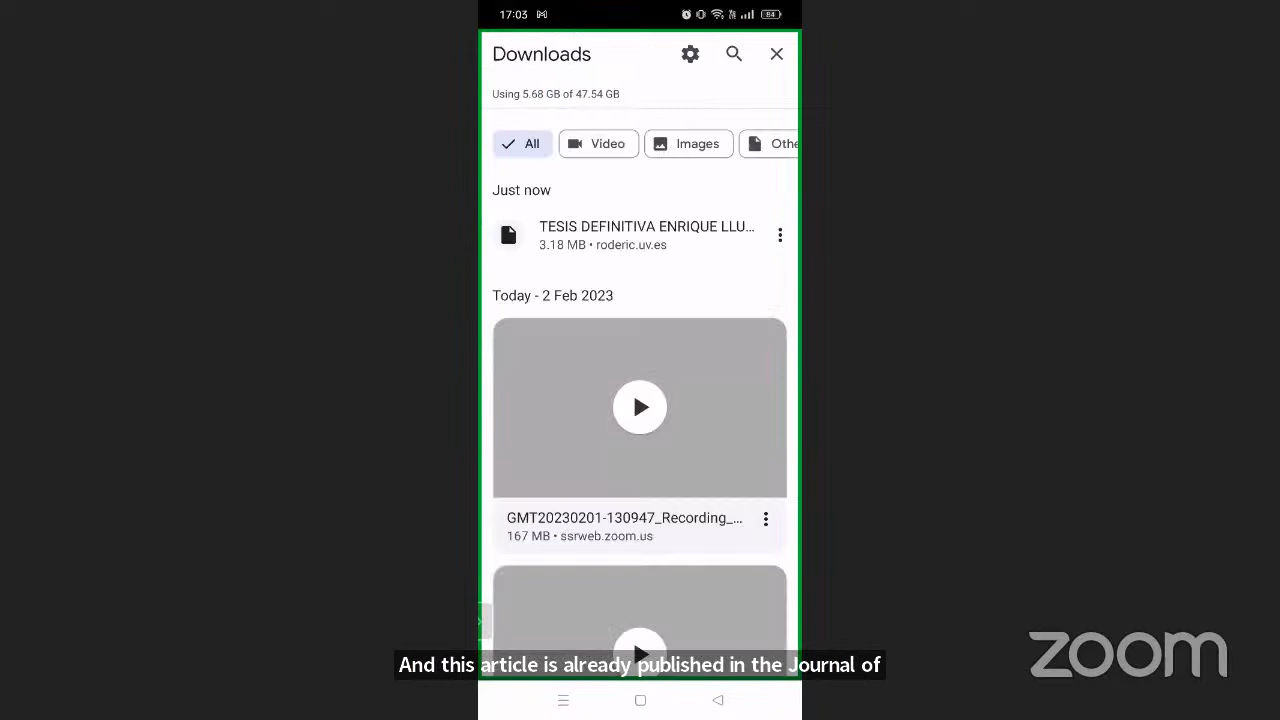 17:03
84
Downloads
Using 5.68 GB of 47.54 GB
All
Video
Images
Othe
Just now
TESIS DEFINITIVA ENRIQUE LLU...
3.18 MB • roderic.uv.es
Today - 2 Feb 2023
GMT20230201-130947_Recording_...
167 MB • ssrweb.zoom.us
And this article is already published in the Journal of
zoom